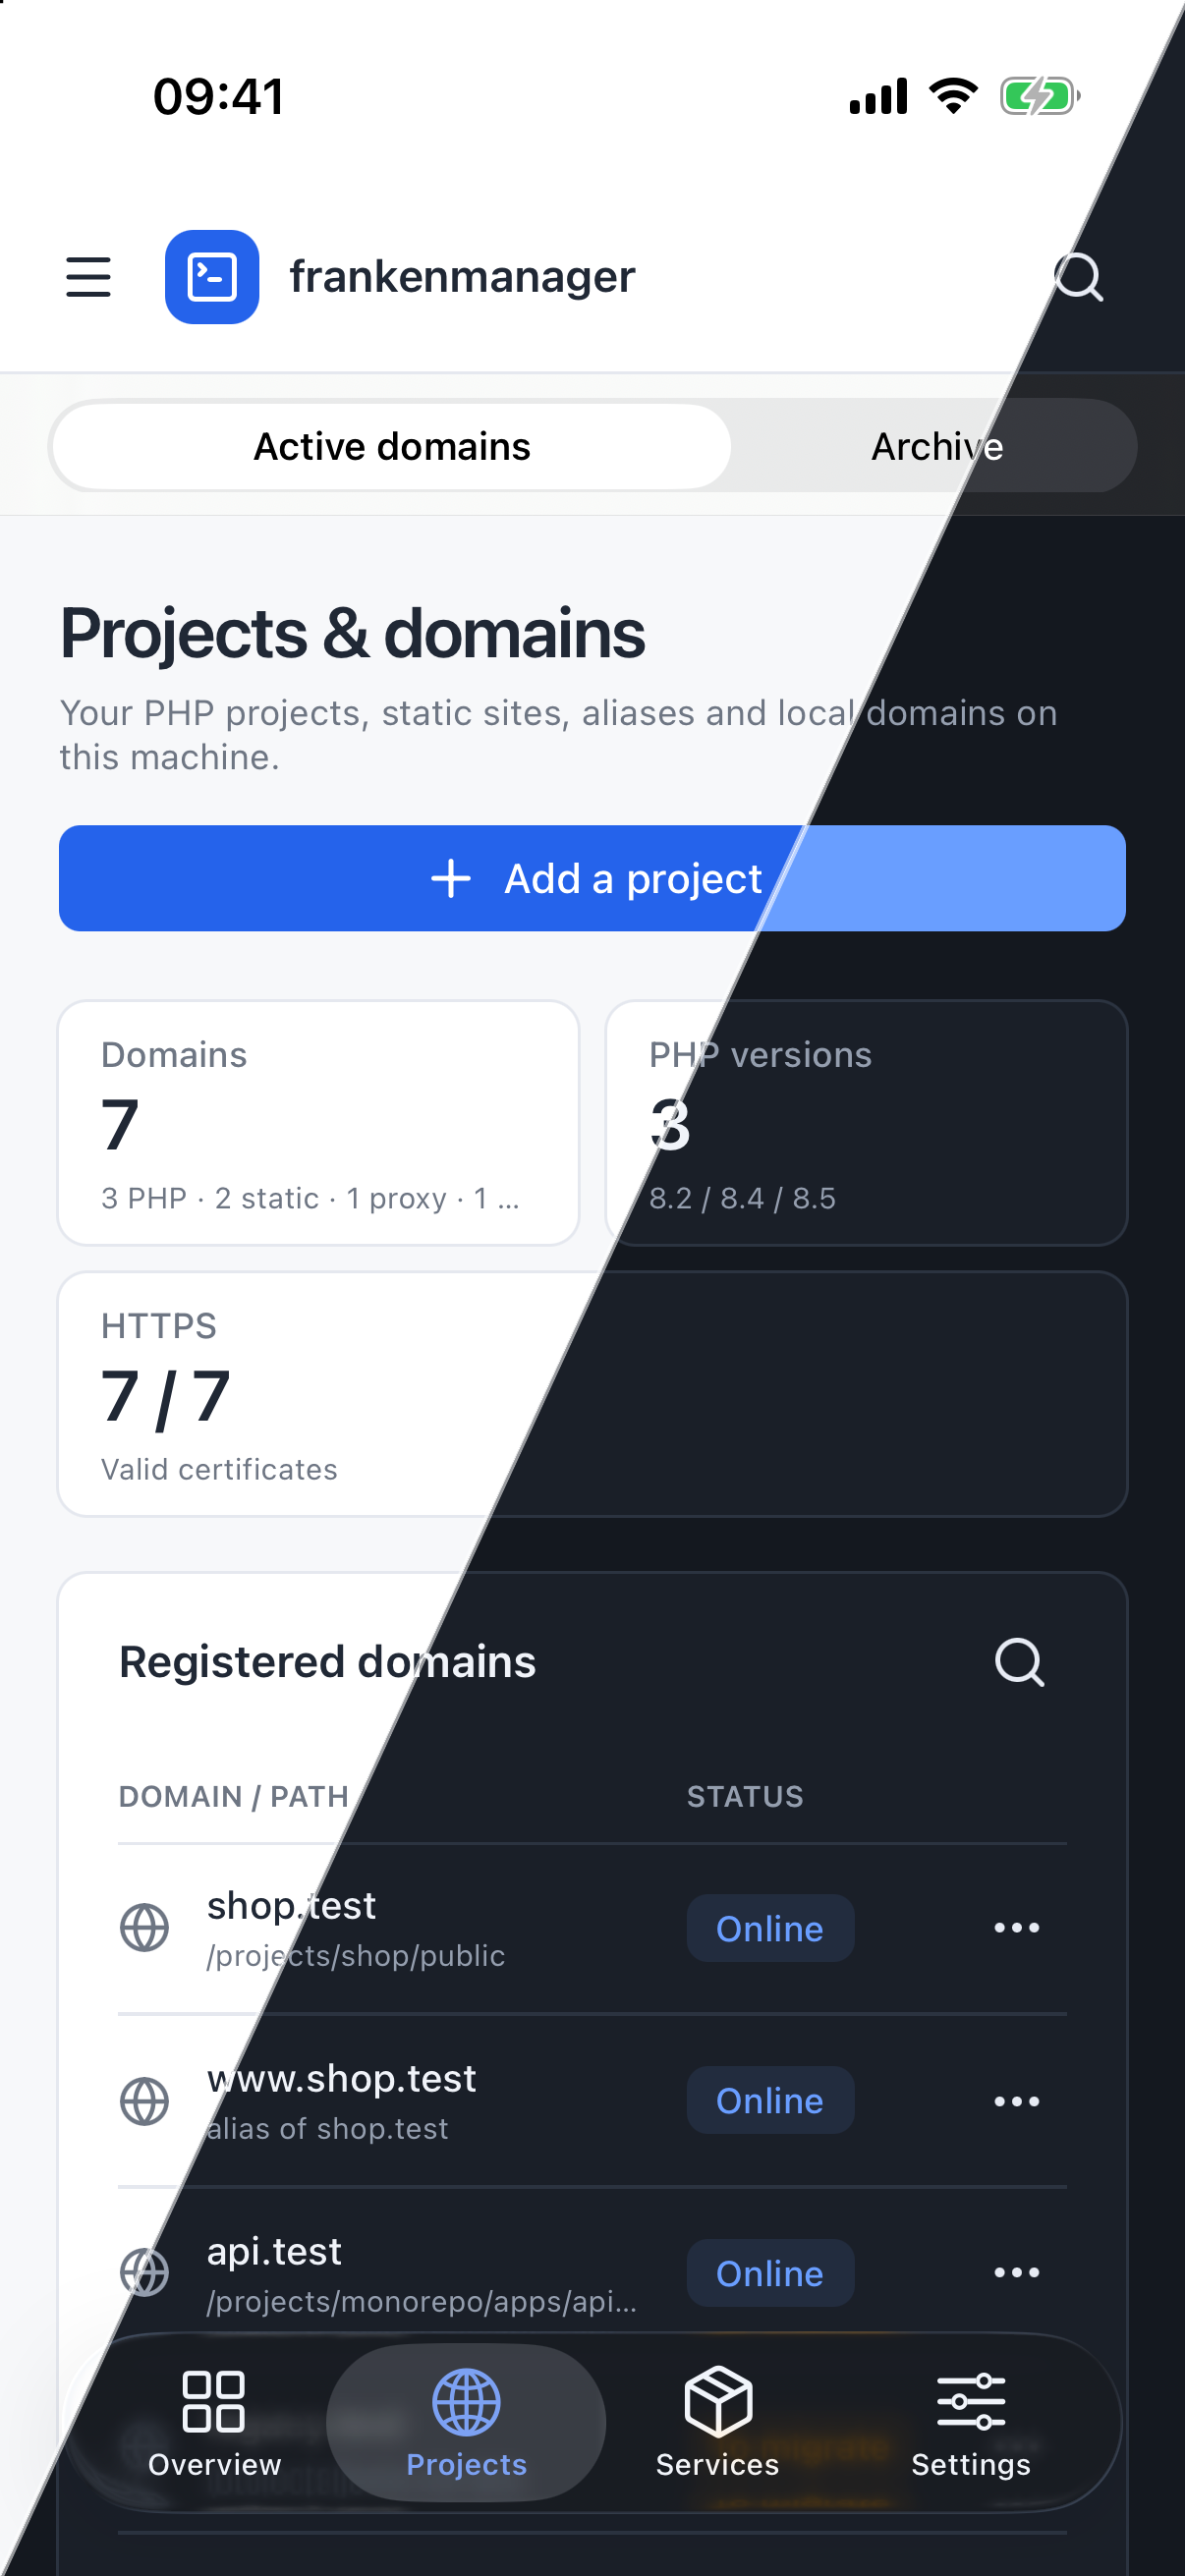 09:41
frankenmanager
Active domains
Archive
Projects & domains
Your PHP projects, static sites, aliases and local domains on
this machine.
Add a project
Domains
7
3 PHP · 2 static · 1 proxy · 1 ...
PHP versions
3
8.2 / 8.4 / 8.5
HTTPS
7 / 7
Valid certificates
Registered domains
DOMAIN / PATH
STATUS
shop.test
/projects/shop/public
Online
www.shop.test
alias of shop.test
Online
api.test
/projects/monorepo/apps/api...
Online
Overview
Projects
Services
Settings